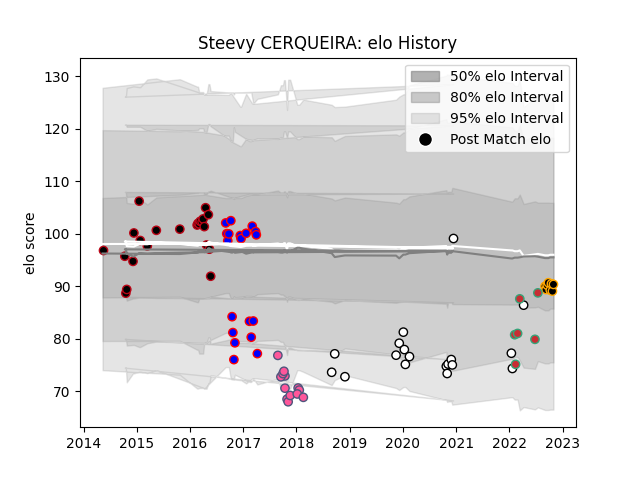 Steevy CERQUEIRA: elo History
50% elo Interval
80% elo Interval
95% elo Interval
Post Match elo
elo score
130
120
110
100
90
80
70
2014 2015 2016 2017 2018 2019 2020 2021 2022 2023